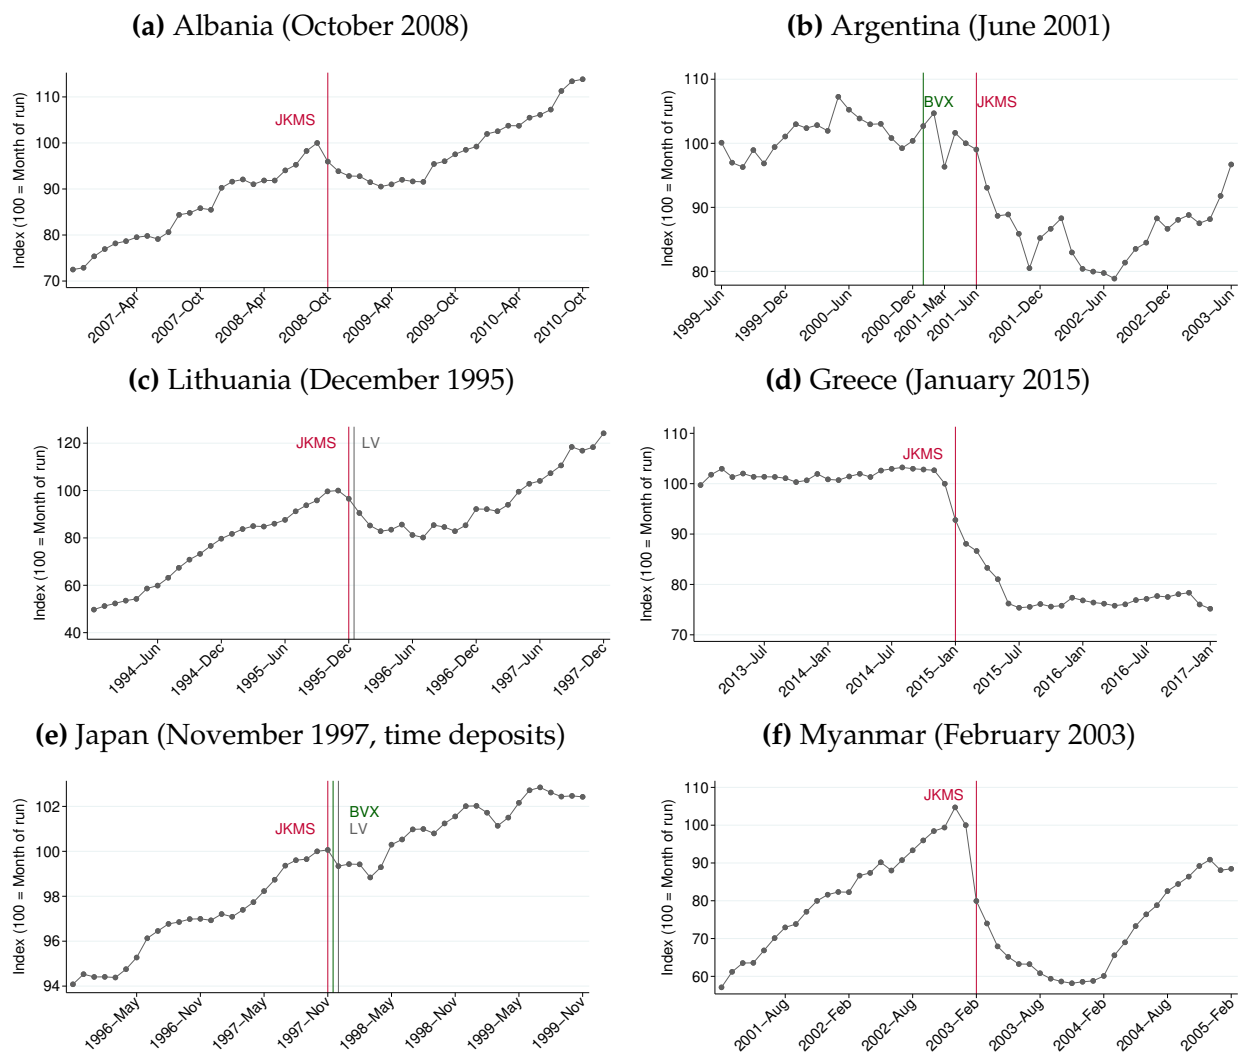 (a) Albania (October 2008)
Index (100 = Month of run)
110
100
90
80
70
JKMS
2007–Apr
2007–Oct
2008–Apr
2008–Oct
2009–Apr
2009–Oct
2010–Apr
2010–Oct
(b) Argentina (June 2001)
Index (100 = Month of run)
110
100
90
80
BVX
JKMS
1999–Jun
1999–Dec
2000–Jun
2000–Dec
2001–Mar
2001–Jun
2001–Dec
2002–Jun
2002–Dec
2003–Jun
(c) Lithuania (December 1995)
Index (100 = Month of run)
120
100
80
60
40
JKMS
LV
1994–Jun
1994–Dec
1995–Jun
1995–Dec
1996–Jun
1996–Dec
1997–Jun
1997–Dec
(d) Greece (January 2015)
Index (100 = Month of run)
110
100
90
80
70
JKMS
2013–Jul
2014–Jan
2014–Jul
2015–Jan
2015–Jul
2016–Jan
2016–Jul
2017–Jan
(e) Japan (November 1997, time deposits)
Index (100 = Month of run)
102
100
98
96
94
JKMS
BVX
LV
1996–May
1996–Nov
1997–May
1997–Nov
1998–May
1998–Nov
1999–May
1999–Nov
(f) Myanmar (February 2003)
Index (100 = Month of run)
110
100
90
80
70
60
JKMS
2001–Aug
2002–Feb
2002–Aug
2003–Feb
2003–Aug
2004–Feb
2004–Aug
2005–Feb